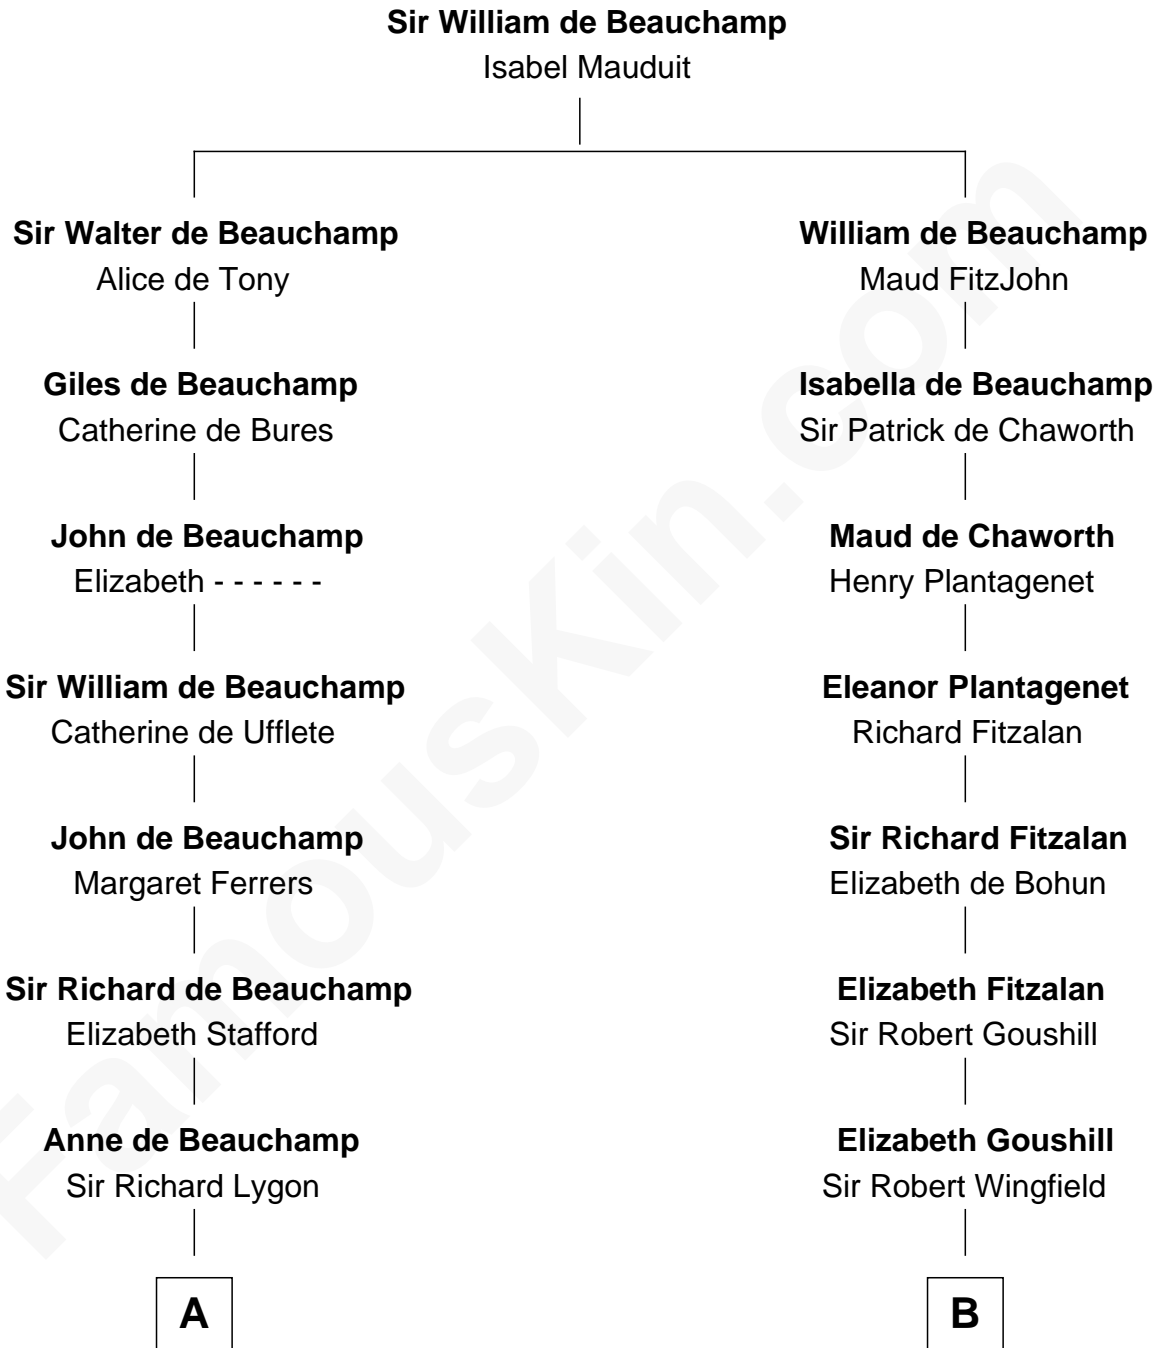 Sir William de Beauchamp
Isabel Mauduit
Sir Walter de Beauchamp
Alice de Tony
William de Beauchamp
Maud FitzJohn
Giles de Beauchamp
Catherine de Bures
Isabella de Beauchamp
Sir Patrick de Chaworth
John de Beauchamp
Elizabeth - - - - - -
Maud de Chaworth
Henry Plantagenet
Sir William de Beauchamp
Catherine de Ufflete
Eleanor Plantagenet
Richard Fitzalan
John de Beauchamp
Margaret Ferrers
Sir Richard Fitzalan
Elizabeth de Bohun
Sir Richard de Beauchamp
Elizabeth Stafford
Elizabeth Fitzalan
Sir Robert Goushill
Anne de Beauchamp
Sir Richard Lygon
Elizabeth Goushill
Sir Robert Wingfield
A
B
FamousKin.com